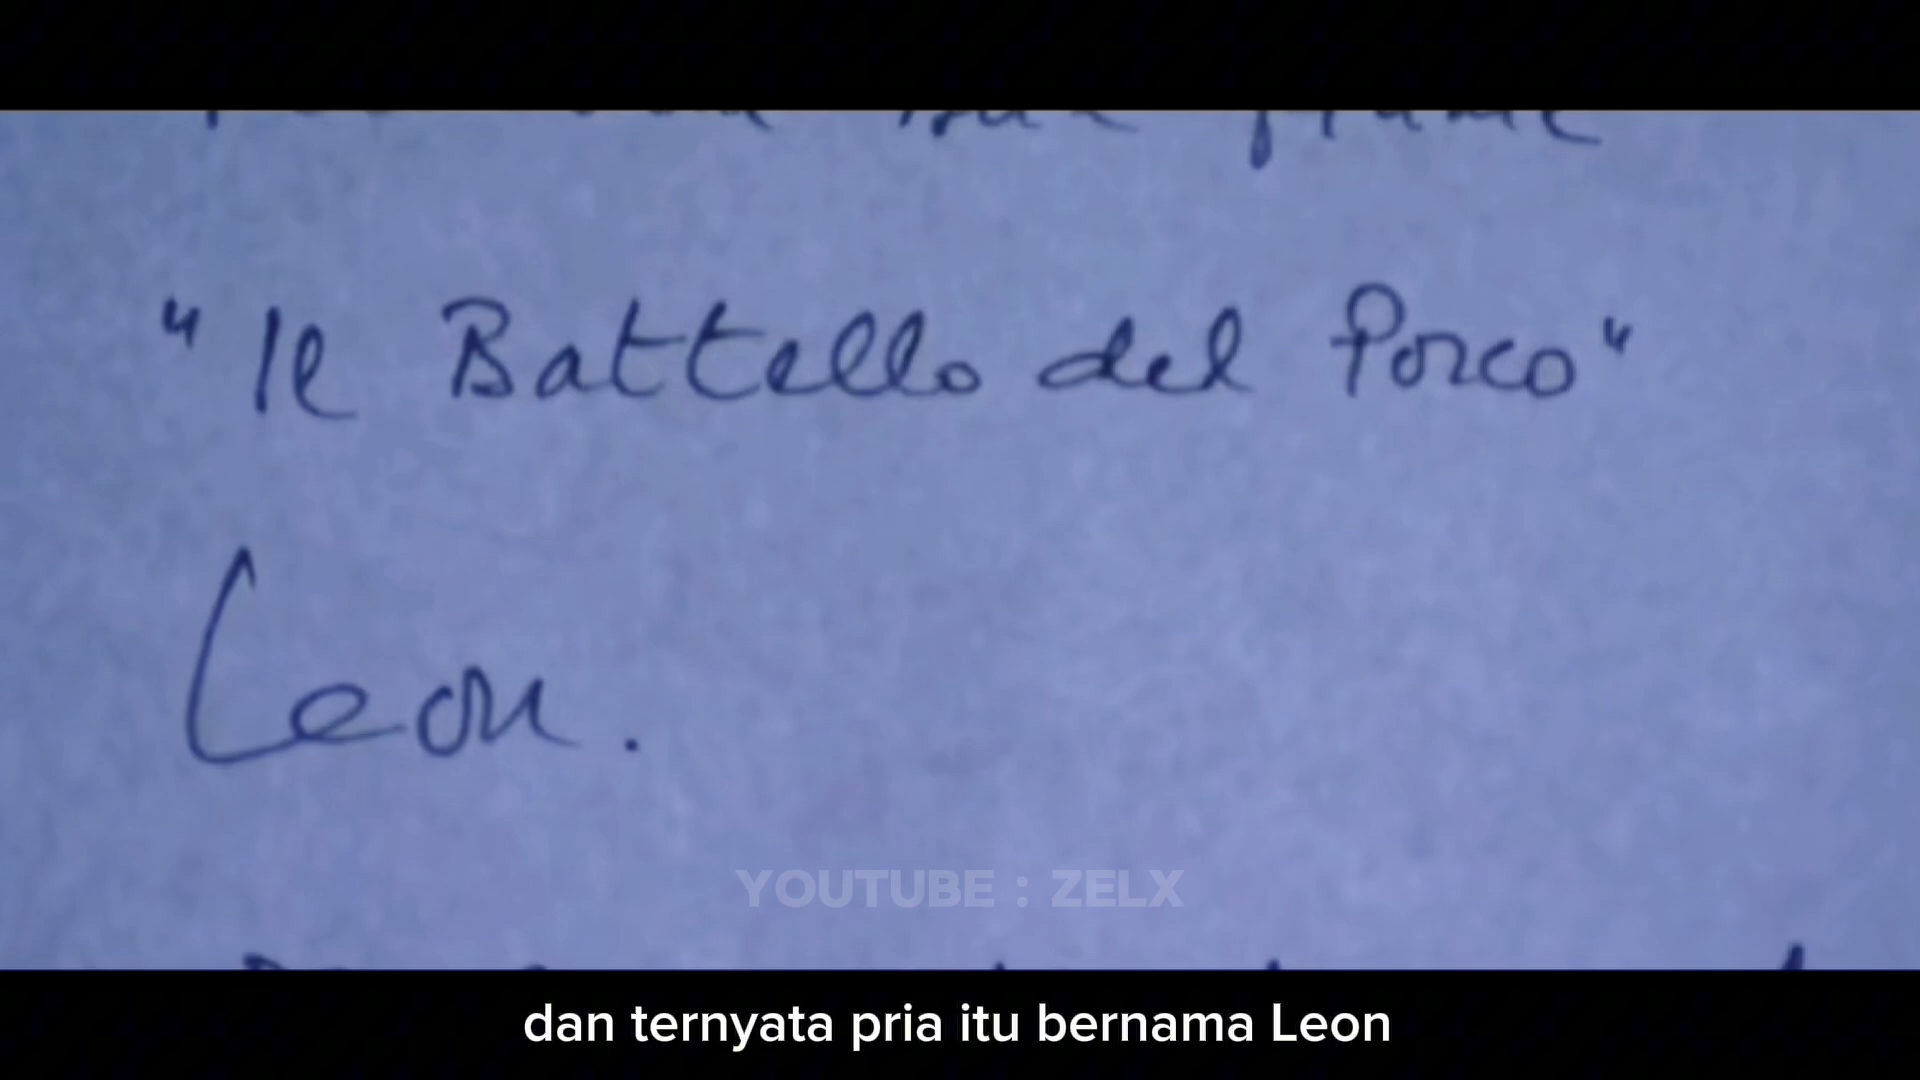 "Il Battello del Porco"
Leon.
YOUTUBE : ZELX
dan ternyata pria itu bernama Leon